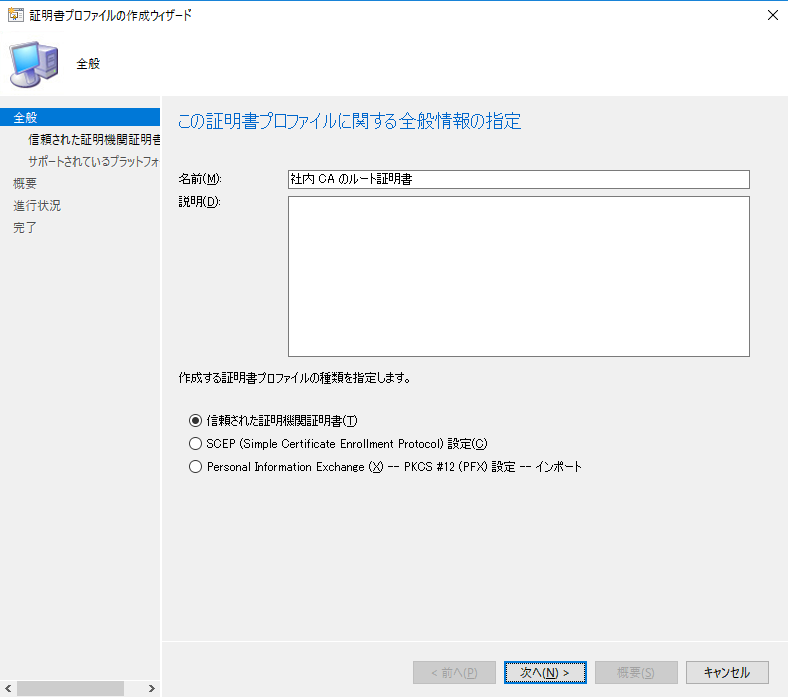 証明書プロファイルの作成ウィザード
全般
全般
信頼された証明機関証明書
サポートされているプラットフォ
概要
進行状況
完了
この証明書プロファイルに関する全般情報の指定
名前(M):
社内 CA のルート証明書
説明(D):
作成する証明書プロファイルの種類を指定します。
信頼された証明機関証明書(T)
SCEP (Simple Certificate Enrollment Protocol) 設定(C)
Personal Information Exchange (X) -- PKCS #12 (PFX) 設定 -- インポート
< 前へ(P)
次へ(N) >
概要(S)
キャンセル